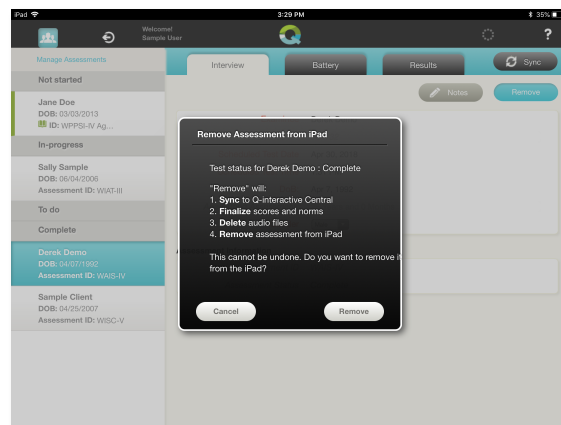 iPad 3:29 PM 35%
Welcome!
Sample User
?
Manage Assessments
Interview Battery Results Sync
Not started
Notes Remove
Jane Doe
DOB: 03/03/2013
ID: WPPSI-IV Ag...
In-progress
Sally Sample
DOB: 06/04/2006
Assessment ID: WIAT-III
To do
Complete
Derek Demo
DOB: 04/07/1992
Assessment ID: WAIS-IV
Sample Client
DOB: 04/25/2007
Assessment ID: WISC-V
Remove Assessment from iPad
Test status for Derek Demo : Complete
"Remove" will:
1. Sync to Q-interactive Central
2. Finalize scores and norms
3. Delete audio files
4. Remove assessment from iPad
This cannot be undone. Do you want to remove it
from the iPad?
Cancel Remove